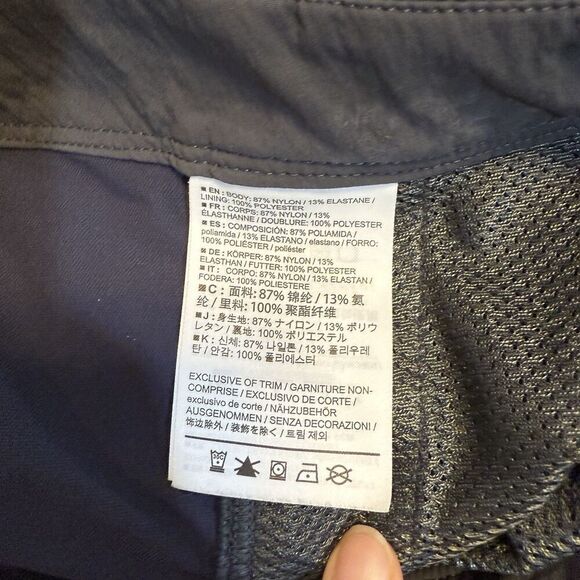 ■ EN: BODY: 87% NYLON / 13% ELASTANE /
LINING: 100% POLYESTER
■ FR: CORPS: 87% NYLON / 13%
ÉLASTHANNE / DOUBLURE: 100% POLYESTER
■ ES: COMPOSICIÓN: 87% POLIAMIDA /
poliamida / 13% ELASTANO / elastano / FORRO:
100% POLIÉSTER / poliéster
■ DE: KÖRPER: 87% NYLON / 13%
ELASTHAN / FUTTER: 100% POLYESTER
■ IT: CORPO: 87% NYLON / 13% ELASTAN /
FODERA: 100% POLIESTERE
C: 面料: 87% 锦纶 / 13% 氨
纶 / 里料: 100% 聚酯纤维
■ J: 身生地: 87% ナイロン / 13% ポリウ
レタン / 裏地: 100% ポリエステル
■ K: 신체: 87% 나일론 / 13% 폴리우레
탄 / 안감: 100% 폴리에스터
EXCLUSIVE OF TRIM / GARNITURE NON-
COMPRISE / EXCLUSIVO DE CORTE /
exclusivo de corte / NÄHZUBEHÖR
AUSGENOMMEN / SENZA DECORAZIONI /
饰边除外 / 装飾を除く / 트림 제외
30C